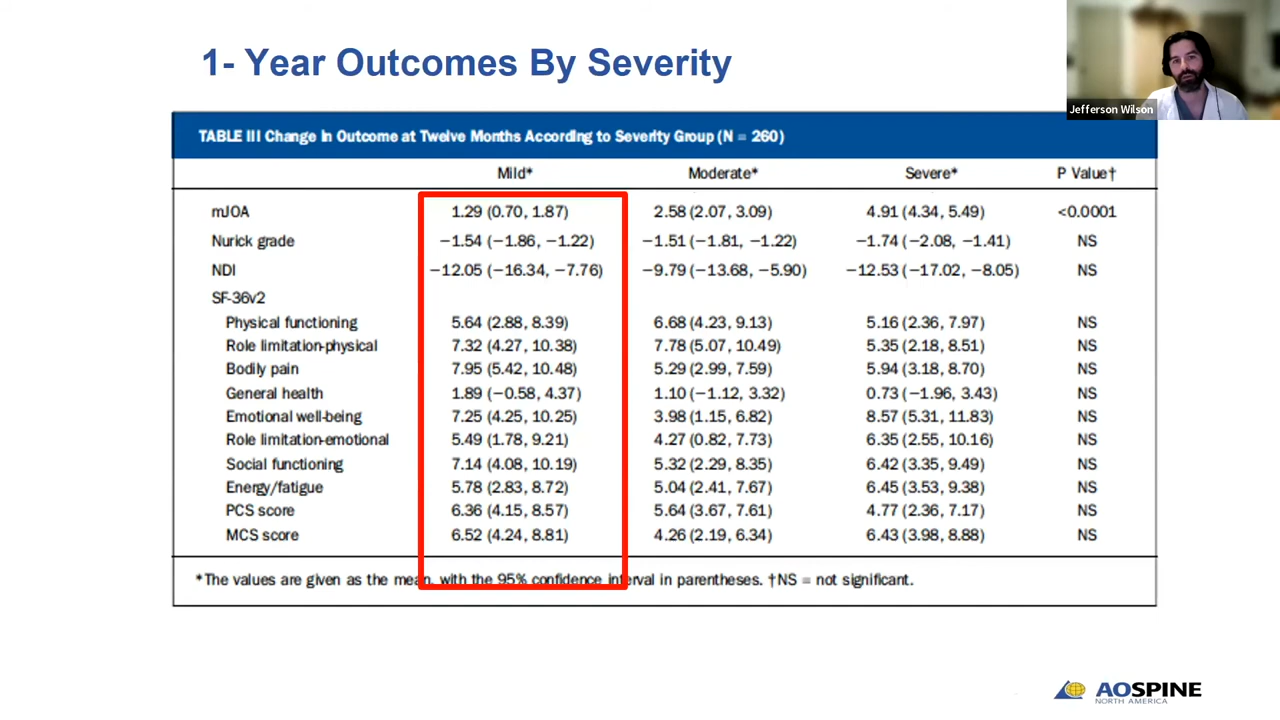 1- Year Outcomes By Severity
Jefferson Wilson
TABLE III Change in Outcome at Twelve Months According to Severity Group (N = 260)
Mild* Moderate* Severe* P Value†
mJOA 1.29 (0.70, 1.87) 2.58 (2.07, 3.09) 4.91 (4.34, 5.49) <0.0001
Nurick grade −1.54 (−1.86, −1.22) −1.51 (−1.81, −1.22) −1.74 (−2.08, −1.41) NS
NDI −12.05 (−16.34, −7.76) −9.79 (−13.68, −5.90) −12.53 (−17.02, −8.05) NS
SF-36v2
Physical functioning 5.64 (2.88, 8.39) 6.68 (4.23, 9.13) 5.16 (2.36, 7.97) NS
Role limitation-physical 7.32 (4.27, 10.38) 7.78 (5.07, 10.49) 5.35 (2.18, 8.51) NS
Bodily pain 7.95 (5.42, 10.48) 5.29 (2.99, 7.59) 5.94 (3.18, 8.70) NS
General health 1.89 (−0.58, 4.37) 1.10 (−1.12, 3.32) 0.73 (−1.96, 3.43) NS
Emotional well-being 7.25 (4.25, 10.25) 3.98 (1.15, 6.82) 8.57 (5.31, 11.83) NS
Role limitation-emotional 5.49 (1.78, 9.21) 4.27 (0.82, 7.73) 6.35 (2.55, 10.16) NS
Social functioning 7.14 (4.08, 10.19) 5.32 (2.29, 8.35) 6.42 (3.35, 9.49) NS
Energy/fatigue 5.78 (2.83, 8.72) 5.04 (2.41, 7.67) 6.45 (3.53, 9.38) NS
PCS score 6.36 (4.15, 8.57) 5.64 (3.67, 7.61) 4.77 (2.36, 7.17) NS
MCS score 6.52 (4.24, 8.81) 4.26 (2.19, 6.34) 6.43 (3.98, 8.88) NS
*The values are given as the mean, with the 95% confidence interval in parentheses. †NS = not significant.
AOSPINE
NORTH AMERICA